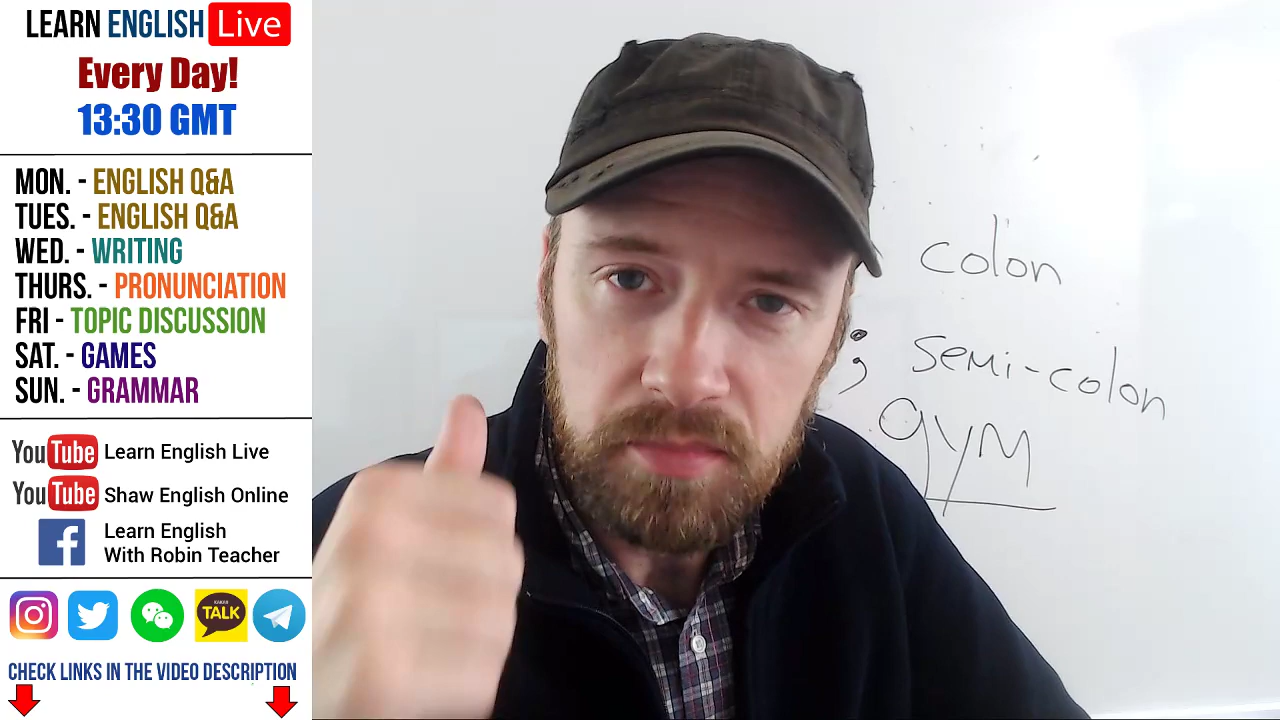 LEARN ENGLISH Live
Every Day!
13:30 GMT
MON. - ENGLISH Q&A
TUES. - ENGLISH Q&A
WED. - WRITING
THURS. - PRONUNCIATION
FRI - TOPIC DISCUSSION
SAT. - GAMES
SUN. - GRAMMAR
YouTube Learn English Live
YouTube Shaw English Online
f Learn English
With Robin Teacher
KAKAO
TALK
CHECK LINKS IN THE VIDEO DESCRIPTION
colon
; semi-colon
gym